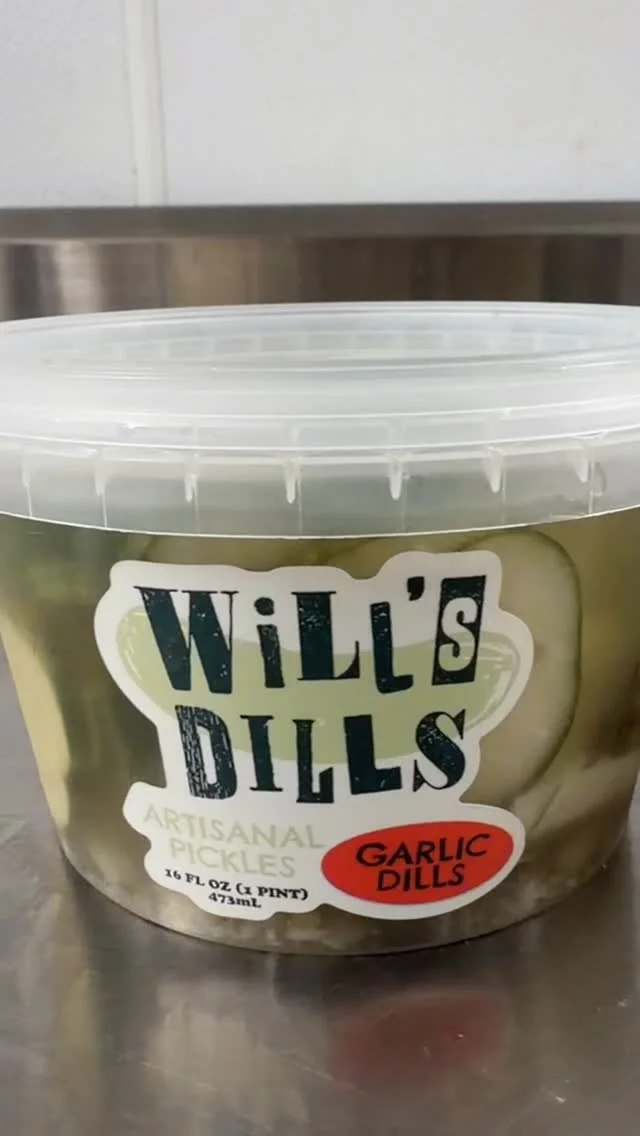 WiLL'S
DILLS
ARTISANAL
PICKLES
16 FL OZ (1 PINT)
473mL
GARLIC
DILLS